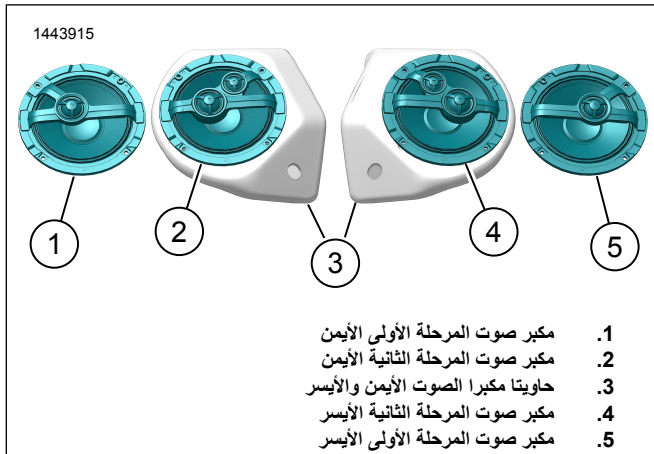 1443915
1
2
3
4
5
1. مكبر صوت المرحلة الأولى الأيمن
2. مكبر صوت المرحلة الثانية الأيمن
3. حاويتا مكبرا الصوت الأيمن والأيسر
4. مكبر صوت المرحلة الثانية الأيسر
5. مكبر صوت المرحلة الأولى الأيسر